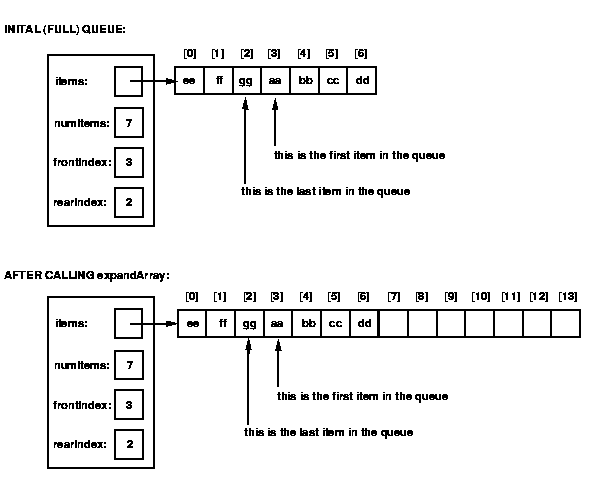 INITAL (FULL) QUEUE:
[0] [1] [2] [3] [4] [5] [6]
items: ee ff gg aa bb cc dd
numItems: 7
this is the first item in the queue
frontIndex: 3
this is the last item in the queue
rearIndex: 2
AFTER CALLING expandArray:
[0] [1] [2] [3] [4] [5] [6] [7] [8] [9] [10] [11] [12] [13]
items: ee ff gg aa bb cc dd
numItems: 7
this is the first item in the queue
frontIndex: 3
this is the last item in the queue
rearIndex: 2